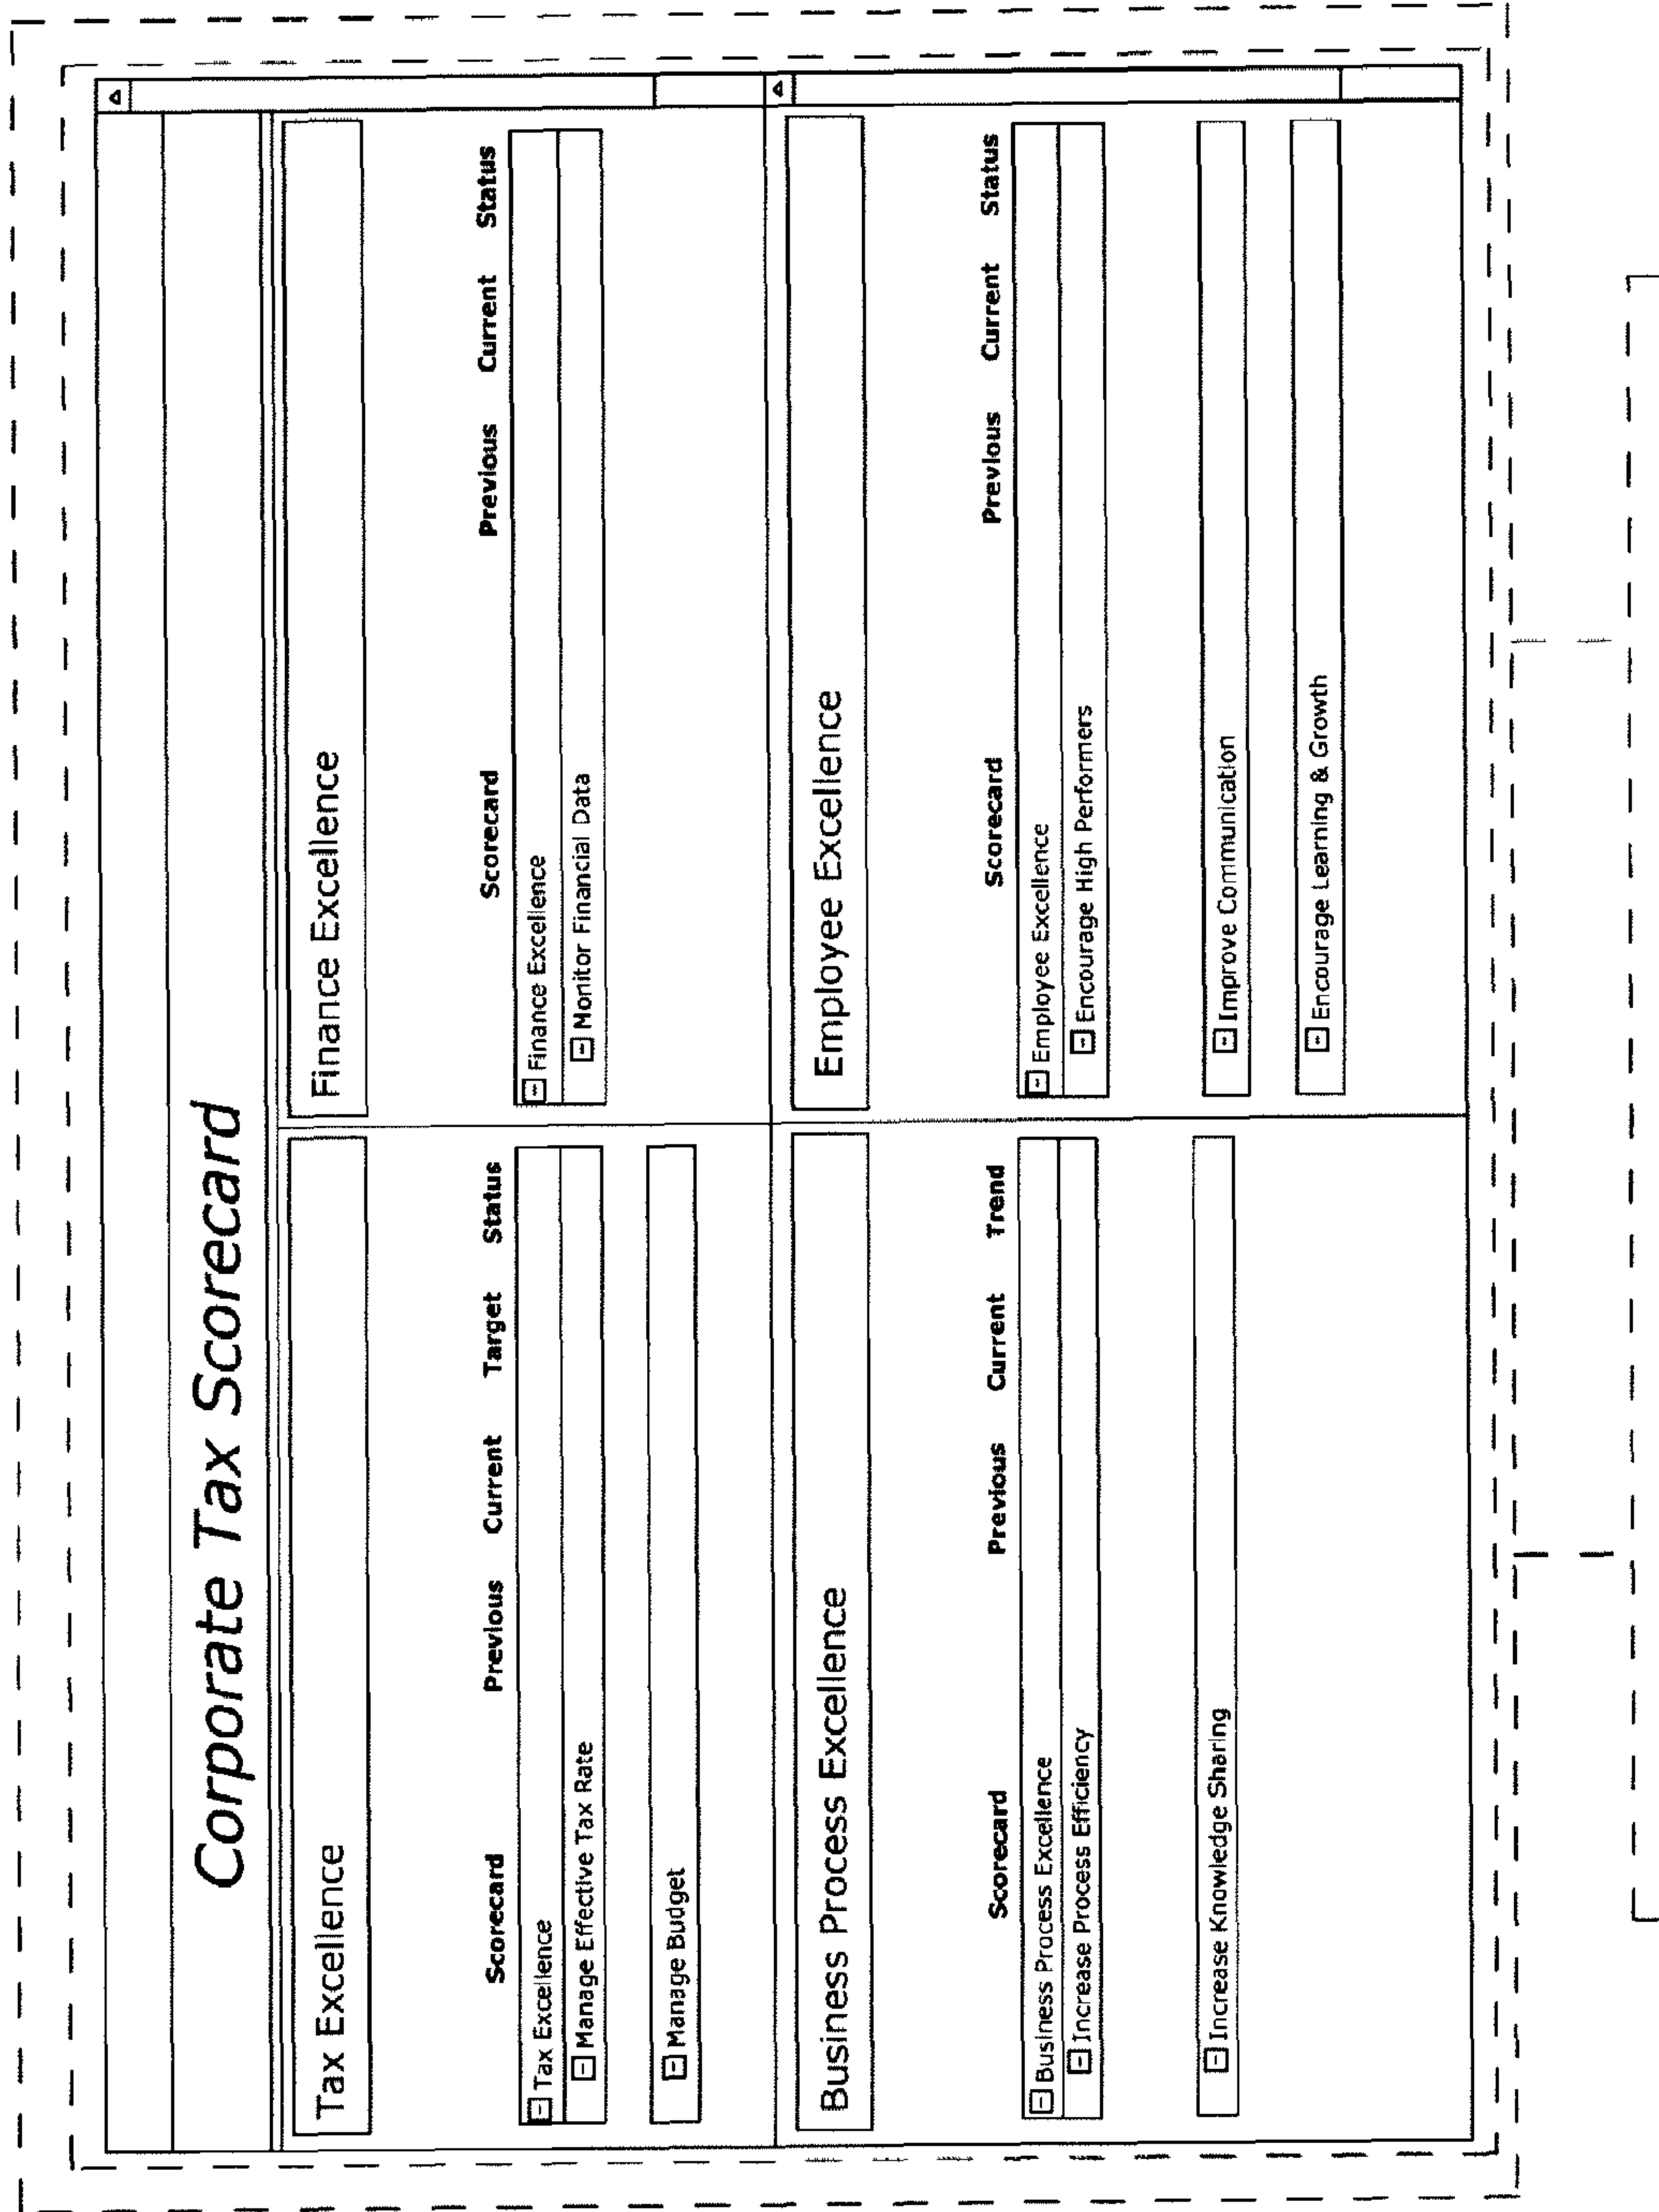 Corporate Tax Scorecard
Tax Excellence
Scorecard Previous Current Target Status
Tax Excellence
Manage Effective Tax Rate
Manage Budget
Finance Excellence
Scorecard Previous Current Status
Finance Excellence
Monitor Financial Data
Business Process Excellence
Scorecard Previous Current Trend
Business Process Excellence
Increase Process Efficiency
Increase Knowledge Sharing
Employee Excellence
Scorecard Previous Current Status
Employee Excellence
Encourage High Performers
Improve Communication
Encourage Learning & Growth